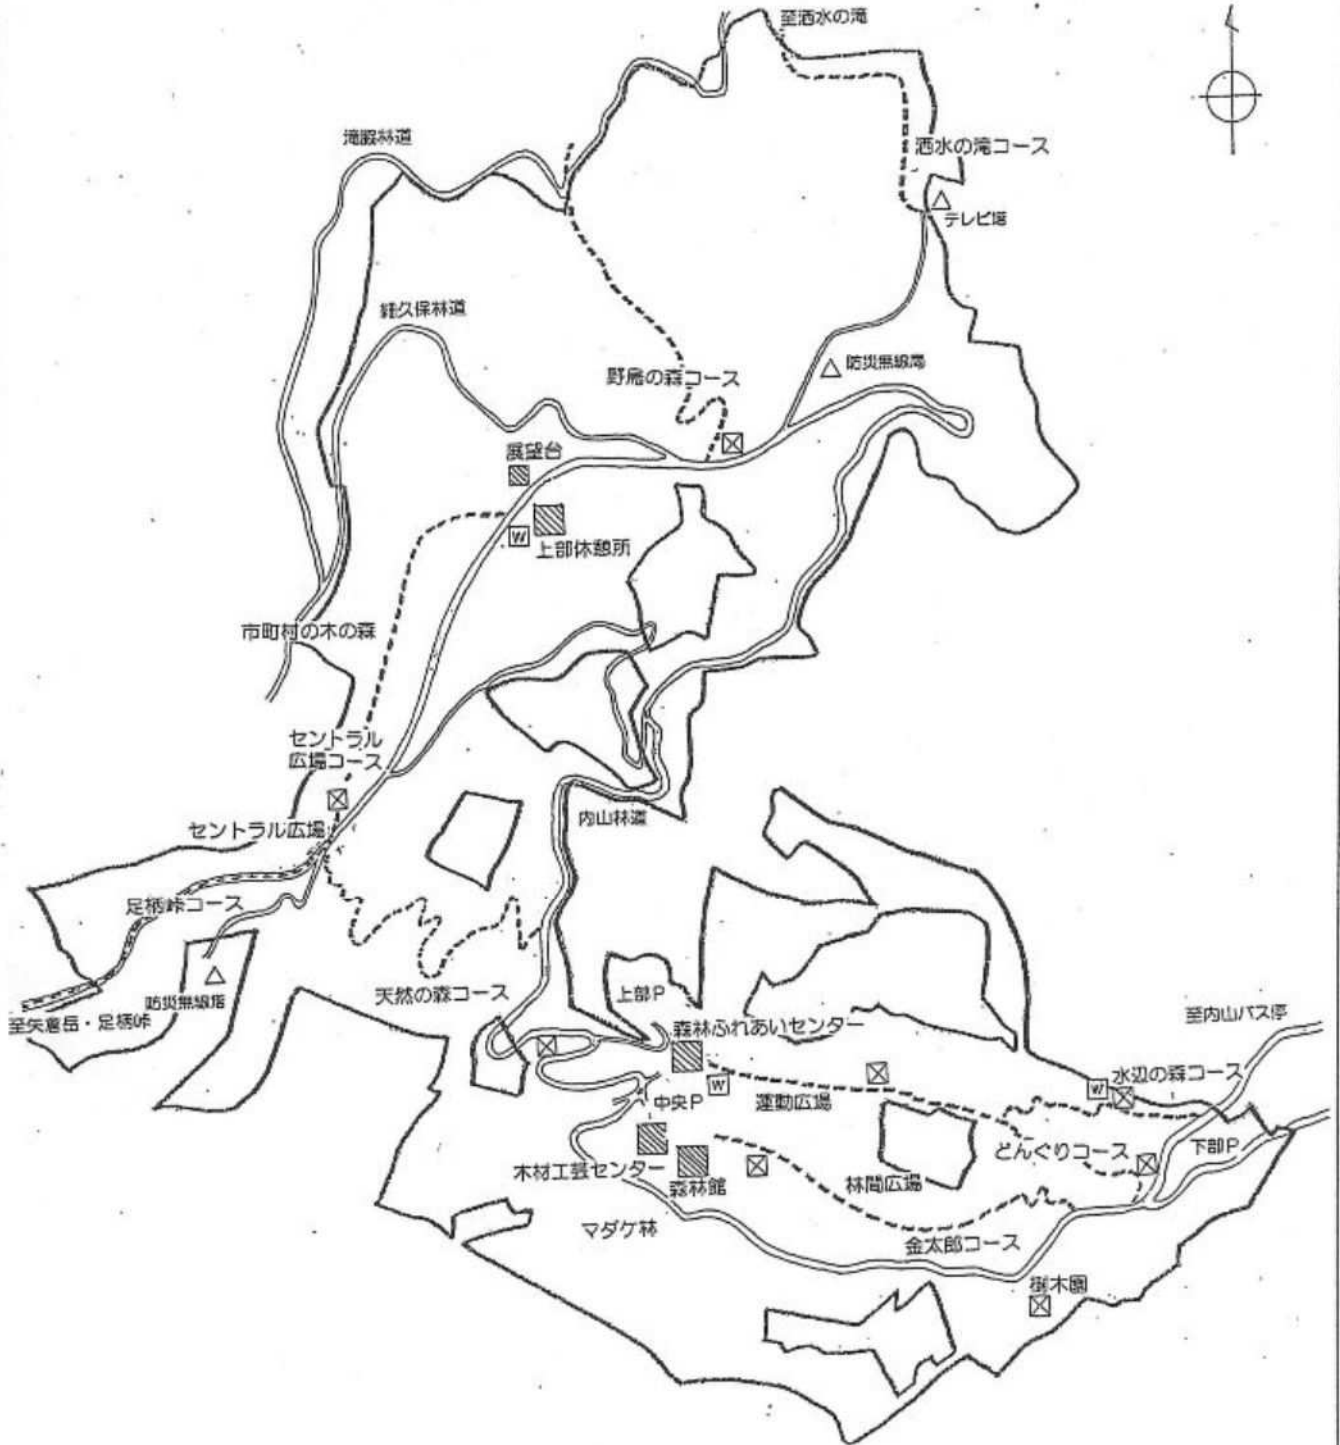 至洒水の滝
滝沢林道
洒水の滝コース
テレビ塔
細久保林道
防災無線塔
野鳥の森コース
展望台
W
上部休憩所
市町村の木の森
セントラル
広場コース
セントラル広場
内山林道
足柄峠コース
防災無線塔
至矢倉岳・足柄峠
天然の森コース
上部P
森林ふれあいセンター
至内山バス停
W
中央P
運動広場
W
水辺の森コース
どんぐりコース
下部P
木材工芸センター
森林館
林間広場
マダケ林
金太郎コース
樹木園